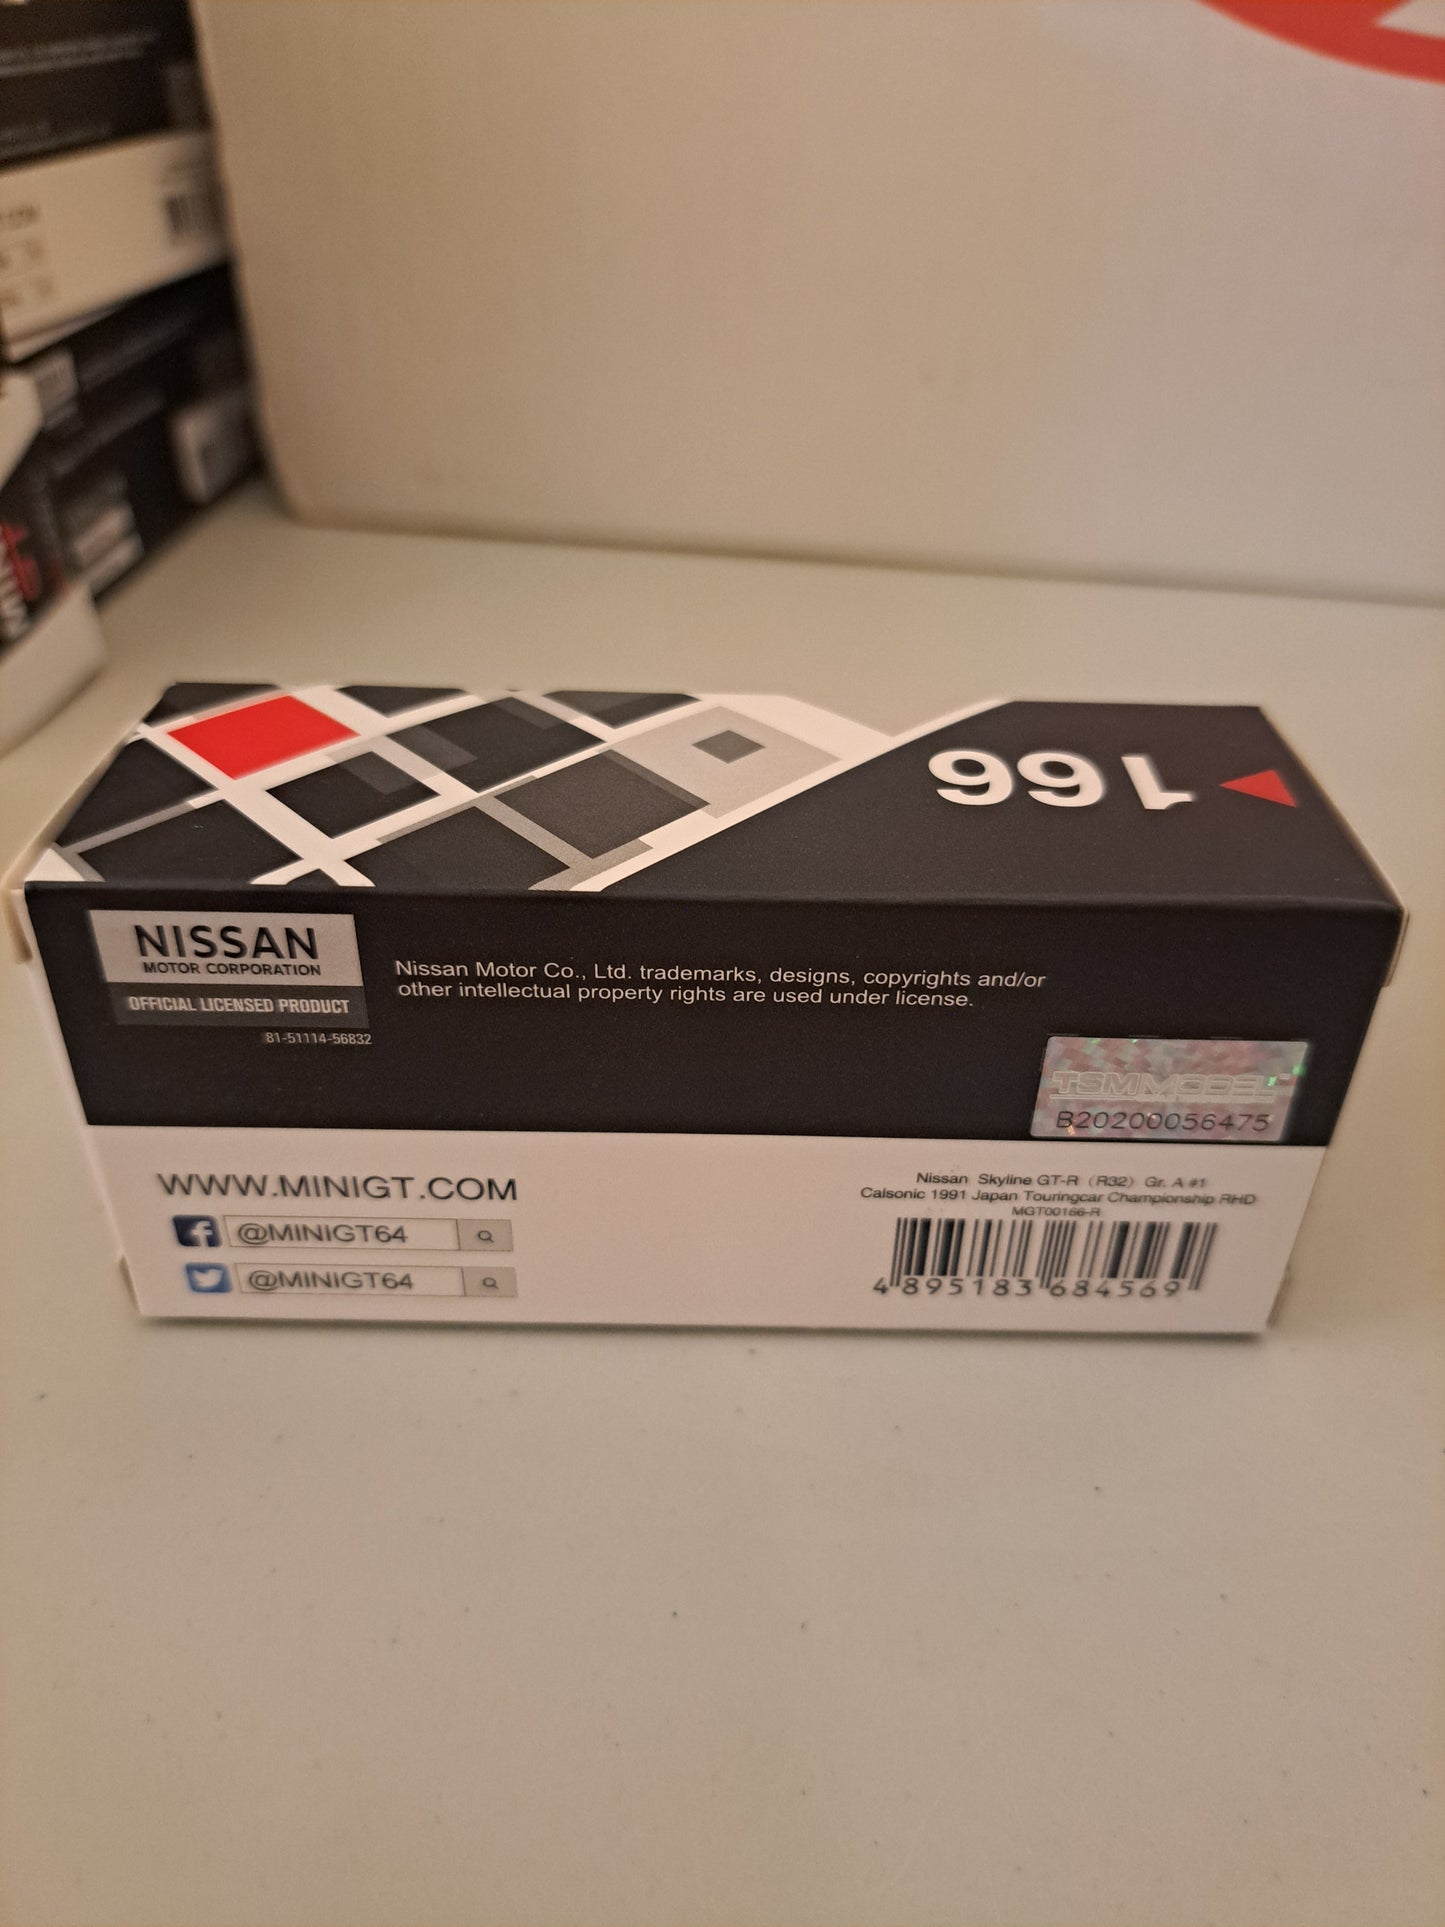 166
NISSAN
MOTOR CORPORATION
OFFICIAL LICENSED PRODUCT
81-51114-56832
Nissan Motor Co., Ltd. trademarks, designs, copyrights and/or
other intellectual property rights are used under license.
TSMMODEL
B20200056475
WWW.MINIGT.COM
@MINIGT64
@MINIGT64
Nissan Skyline GT-R (R32) Gr. A #1
Calsonic 1991 Japan Touringcar Championship RHD
MGT00166-R
4 895183 684569